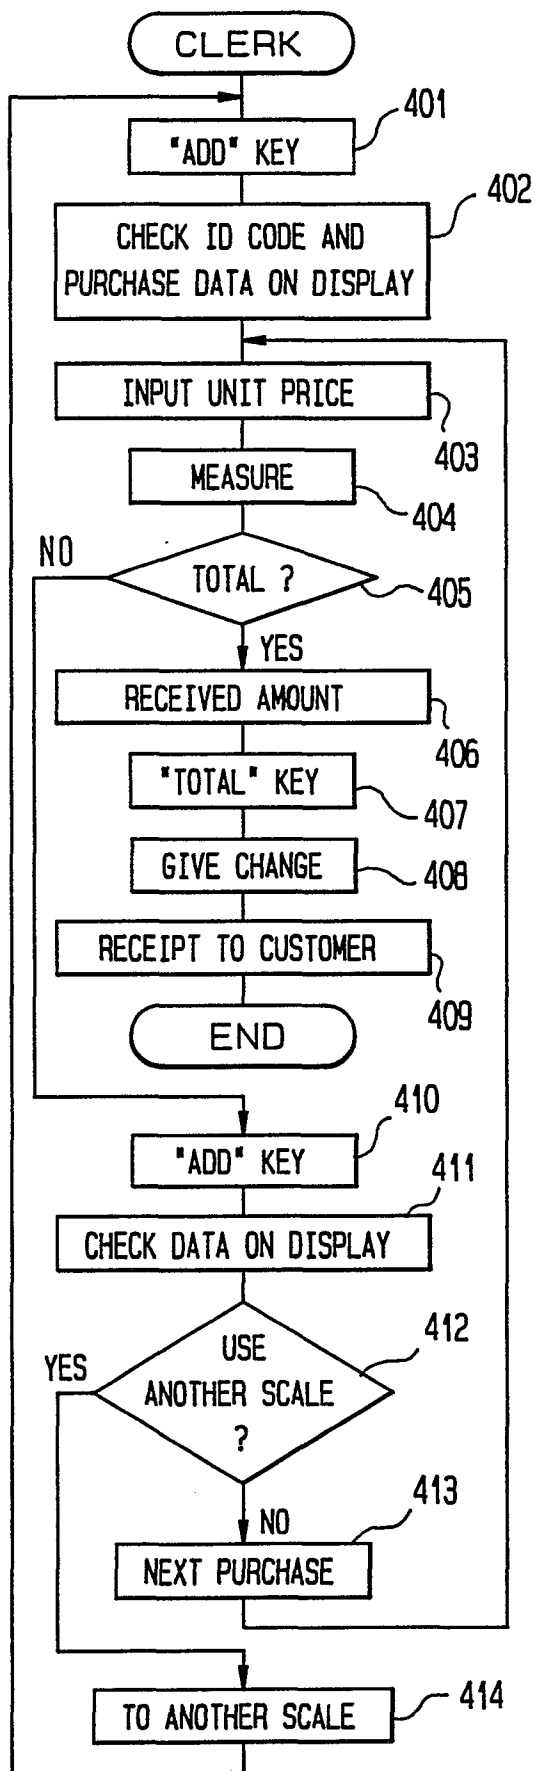 CLERK
401
"ADD" KEY
402
CHECK ID CODE AND
PURCHASE DATA ON DISPLAY
INPUT UNIT PRICE
403
MEASURE
404
NO
TOTAL ?
405
YES
RECEIVED AMOUNT
406
"TOTAL" KEY
407
GIVE CHANGE
408
RECEIPT TO CUSTOMER
409
END
410
"ADD" KEY
411
CHECK DATA ON DISPLAY
412
YES
USE
ANOTHER SCALE
?
NO
413
NEXT PURCHASE
414
TO ANOTHER SCALE